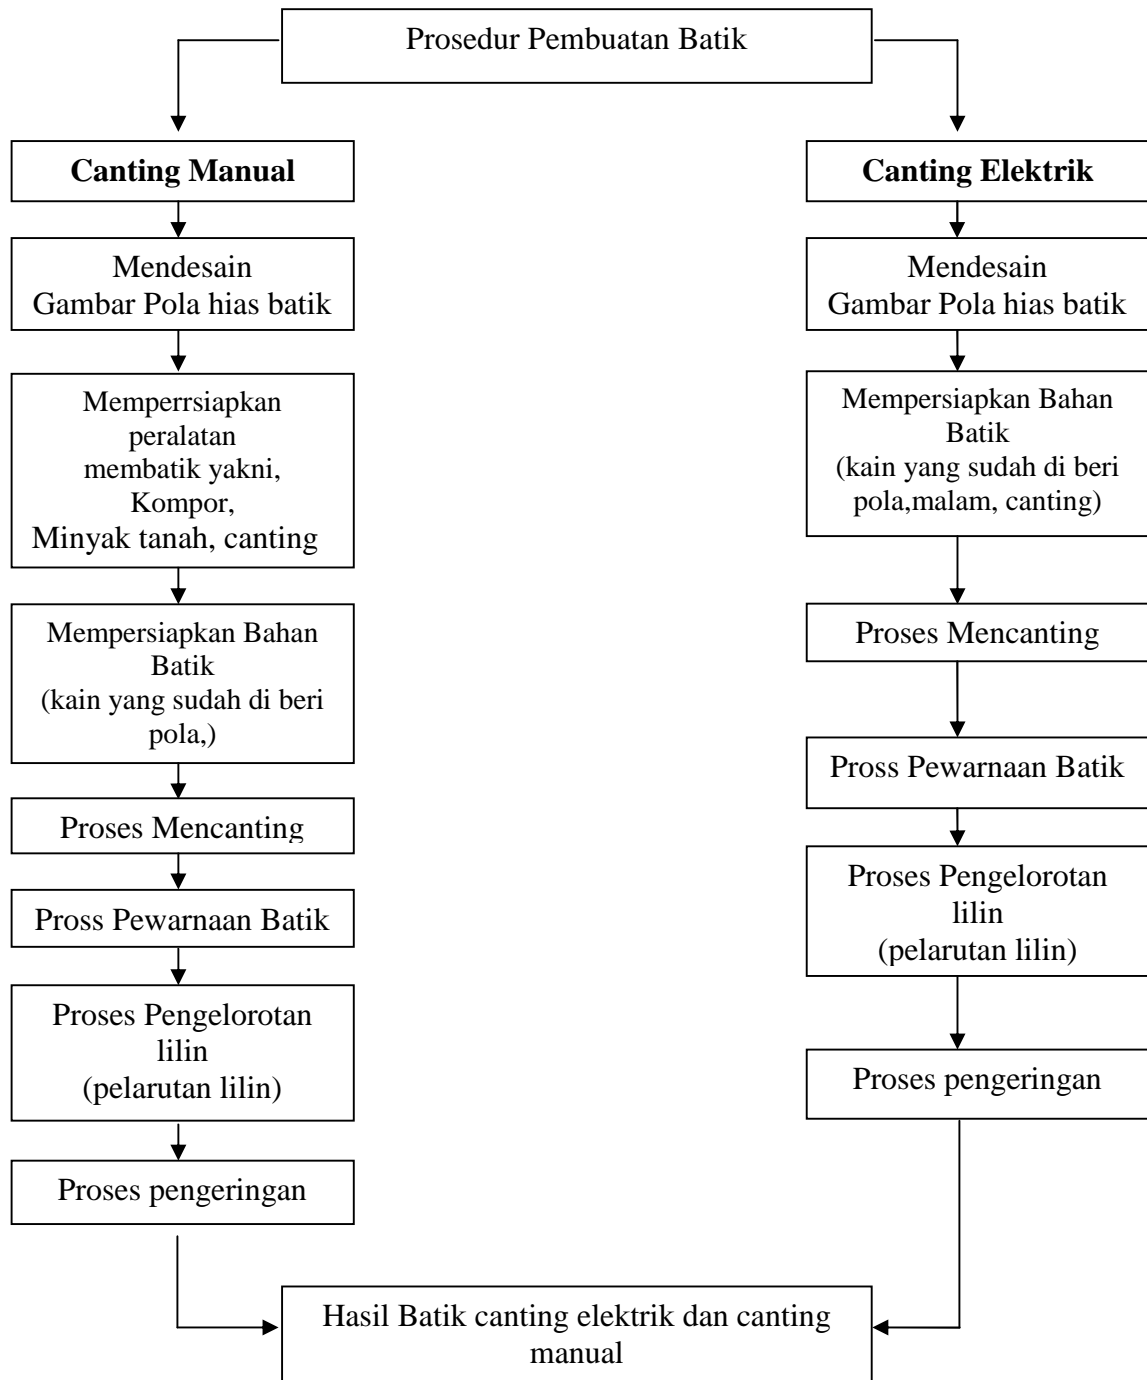 Prosedur Pembuatan Batik
Canting Manual
Mendesain
Gambar Pola hias batik
Memperrsiapkan
peralatan
membatik yakni,
Kompor,
Minyak tanah, canting
Mempersiapkan Bahan
Batik
(kain yang sudah di beri
pola,)
Proses Mencanting
Pross Pewarnaan Batik
Proses Pengelorotan
lilin
(pelarutan lilin)
Proses pengeringan
Canting Elektrik
Mendesain
Gambar Pola hias batik
Mempersiapkan Bahan
Batik
(kain yang sudah di beri
pola,malam, canting)
Proses Mencanting
Pross Pewarnaan Batik
Proses Pengelorotan
lilin
(pelarutan lilin)
Proses pengeringan
Hasil Batik canting elektrik dan canting
manual